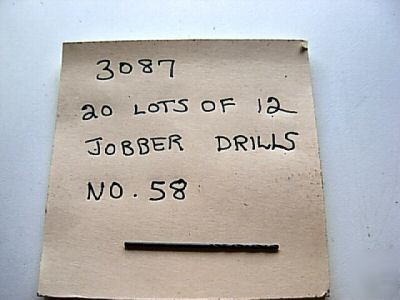 3087
20 LOTS OF 12
JOBBER DRILLS
NO. 58